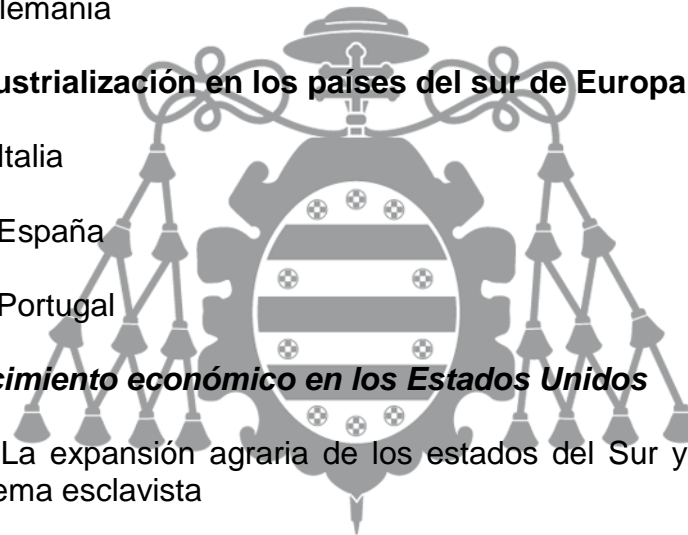 lemania
ustrialización en los países del sur de Europa
Italia
España
Portugal
cimiento económico en los Estados Unidos
La expansión agraria de los estados del Sur y
ema esclavista